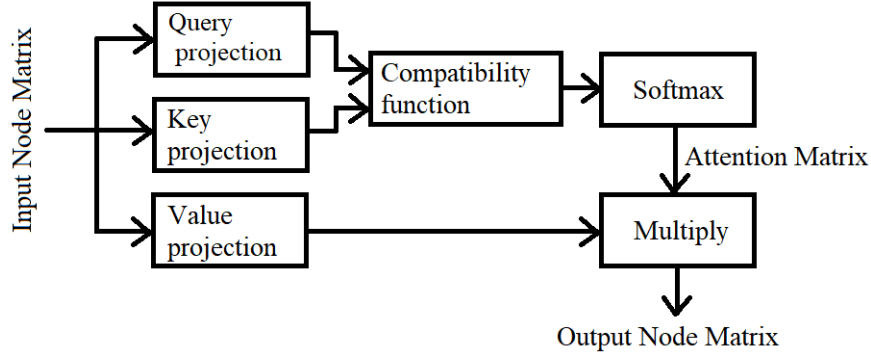 Input Node Matrix
Query
projection
Key
projection
Value
projection
Compatibility
function
Softmax
Attention Matrix
Multiply
Output Node Matrix